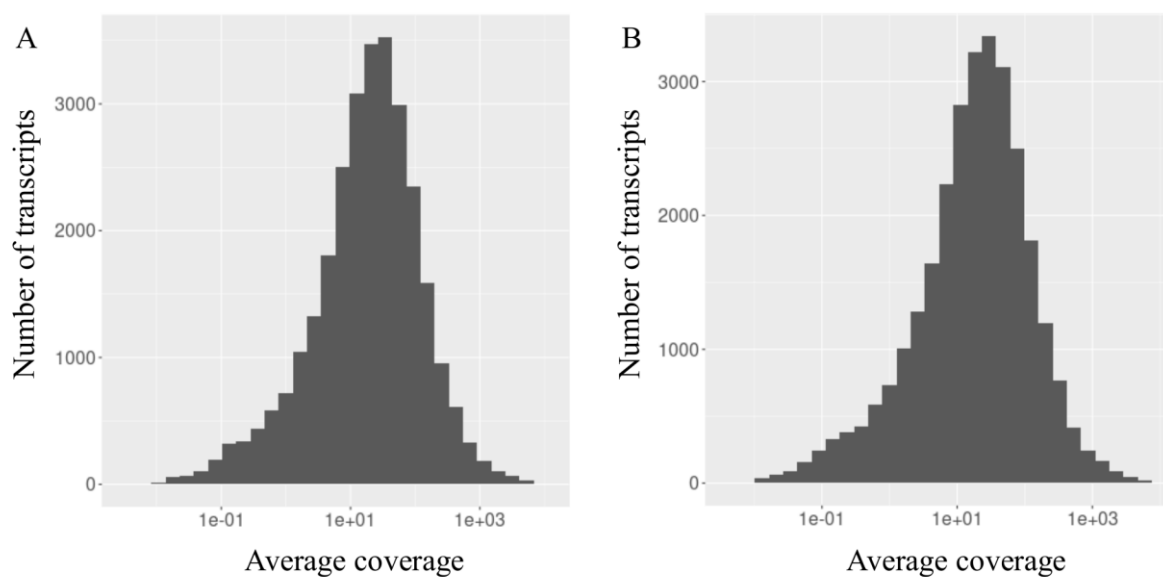 A
Number of transcripts
3000
2000
1000
0
1e-01
1e+01
1e+03
Average coverage
B
Number of transcripts
3000
2000
1000
0
1e-01
1e+01
1e+03
Average coverage